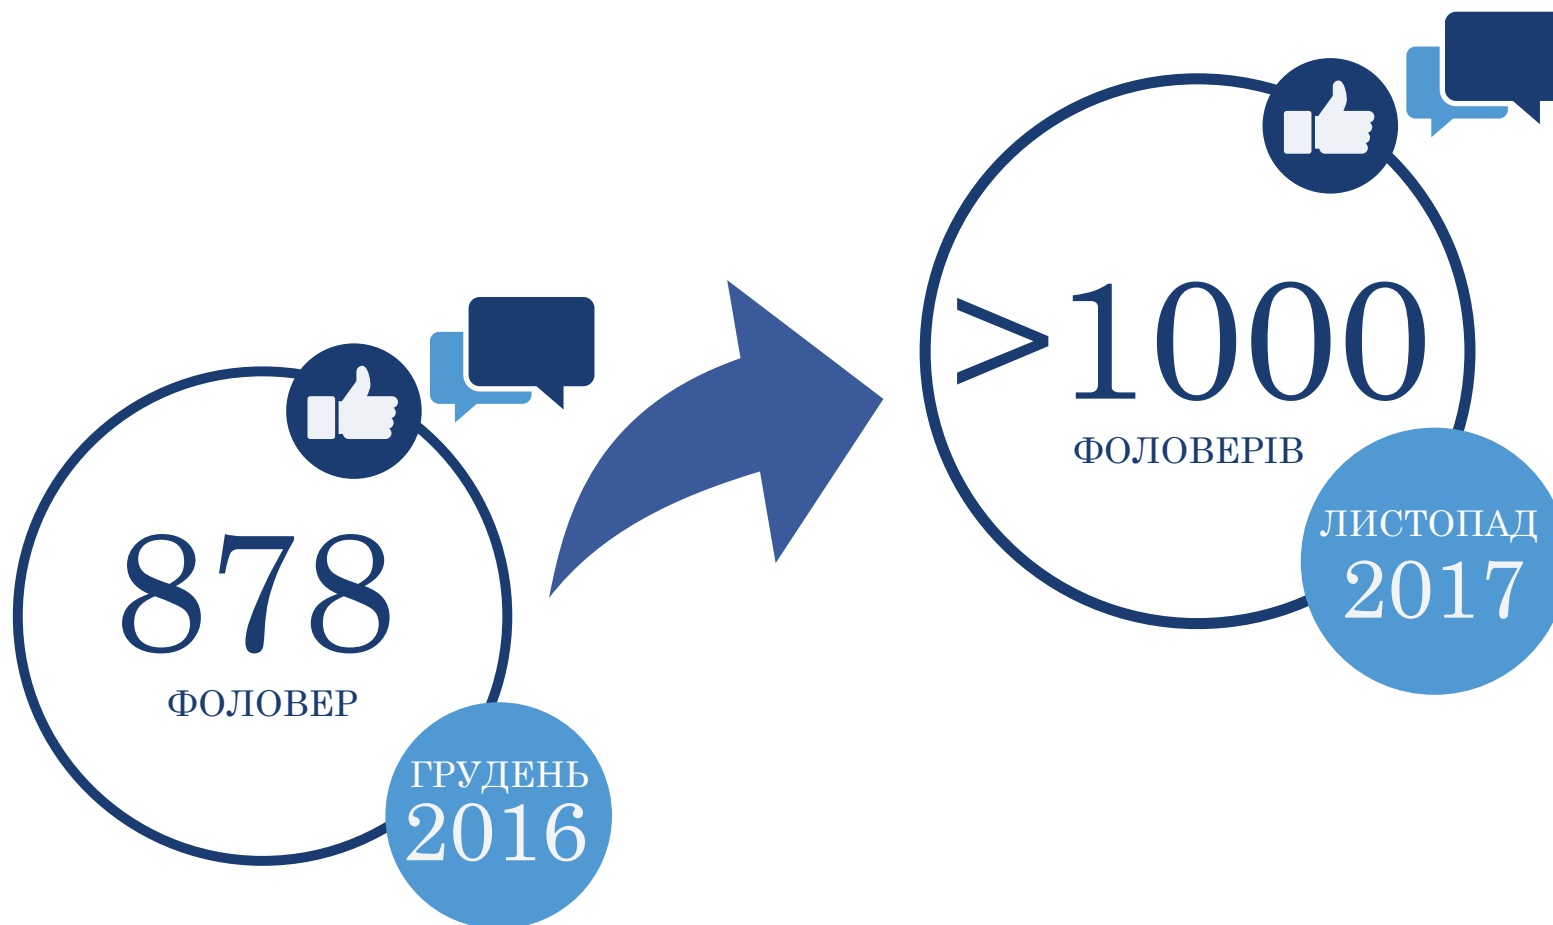 878
ФОЛОВЕР
ГРУДЕНЬ
2016
>1000
ФОЛОВЕРІВ
ЛИСТОПАД
2017